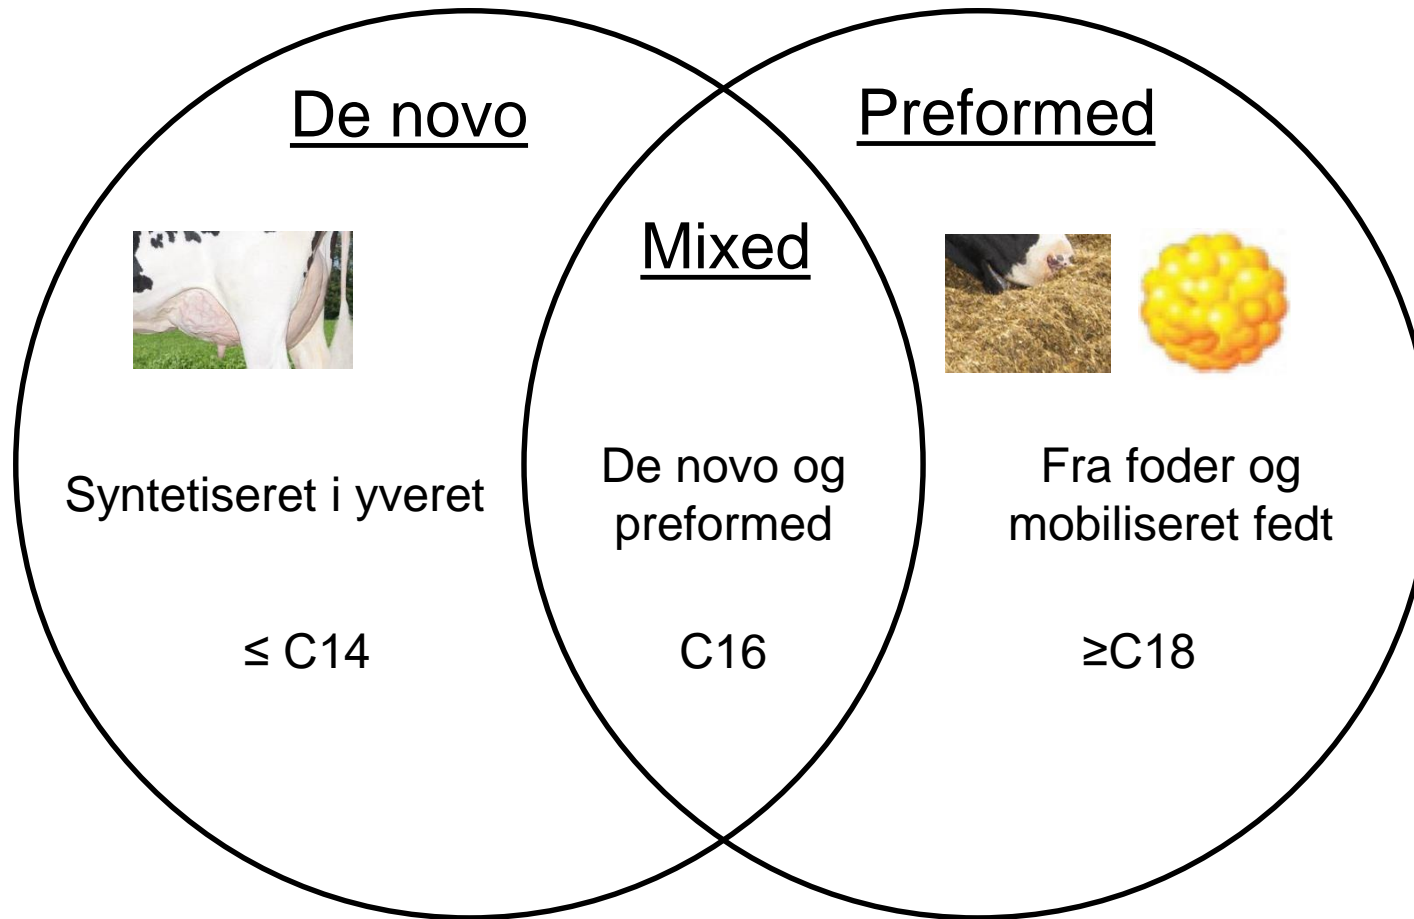 De novo
Syntetiseret i yveret
≤ C14
Mixed
De novo og
preformed
C16
Preformed
Fra foder og
mobiliseret fedt
≥C18